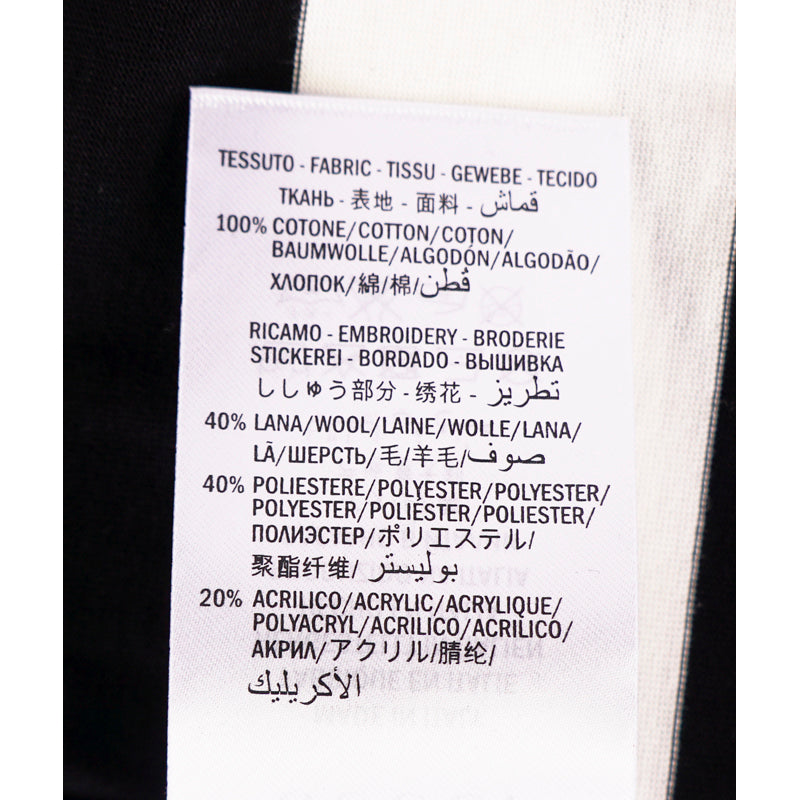 TESSUTO - FABRIC - TISSU - GEWEBE - TECIDO
ТКАНЬ - 表地 - 面料 - قماش
100% COTONE/COTTON/COTON/
BAUMWOLLE/ALGODÓN/ALGODÃO/
ХЛОПОК/綿/棉/قطن
RICAMO - EMBROIDERY - BRODERIE
STICKEREI - BORDADO - ВЫШИВКА
ししゅう部分 - 绣花 - تطريز
40% LANA/WOOL/LAINE/WOLLE/LANA/
LÃ/ШЕРСТЬ/毛/羊毛/صوف
40% POLIESTERE/POLYESTER/POLYESTER/
POLYESTER/POLIÉSTER/POLIESTER/
ПОЛИЭСТЕР/ポリエステル/
聚酯纤维/بوليستر
20% ACRILICO/ACRYLIC/ACRYLIQUE/
POLYACRYL/ACRILICO/ACRILICO/
АКРИЛ/アクリル/腈纶/
الأكريليك